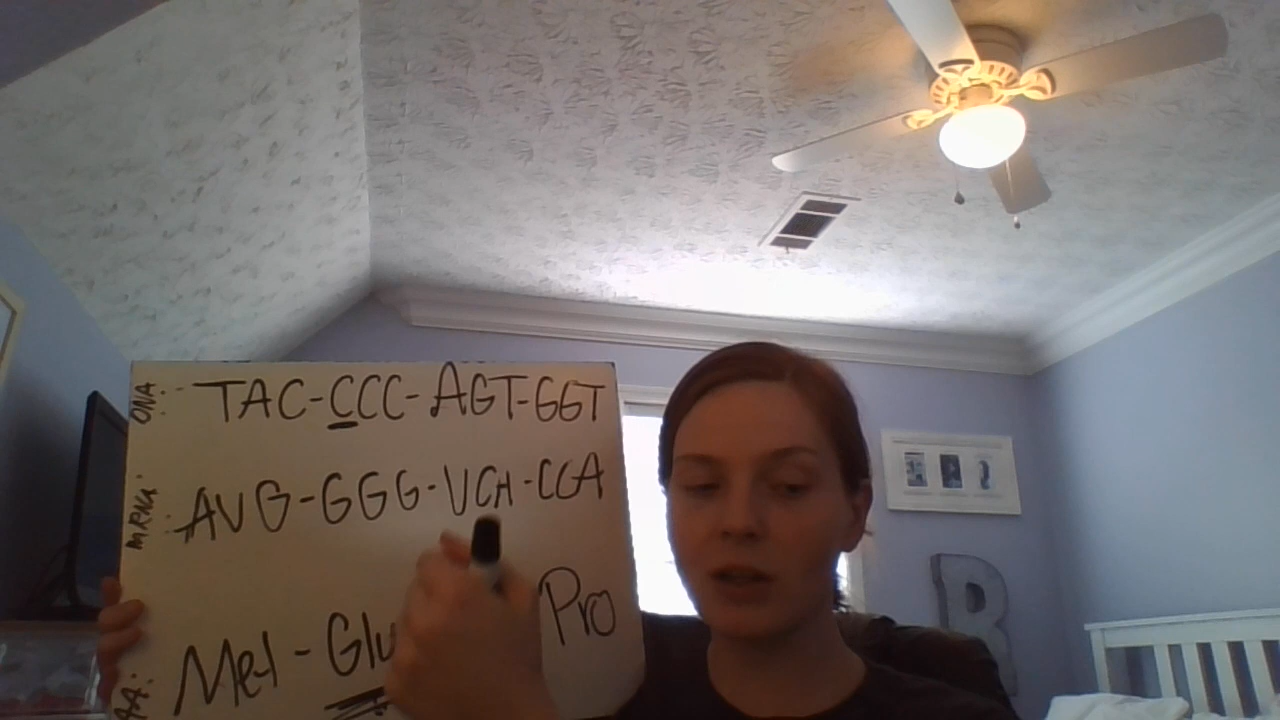 DNA: TAC-CCC-AGT-GGT
mRNA: AUG-GGG-UCA-CCA
AA: Met-Glu Pro
B